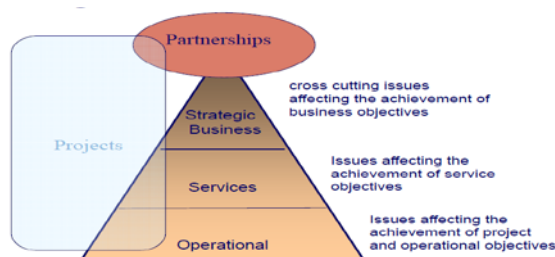 Partnerships
cross cutting issues
affecting the achievement of
business objectives
Strategic
Business
Projects
Issues affecting the
achievement of service
objectives
Services
Issues affecting the
achievement of project
and operational objectives
Operational